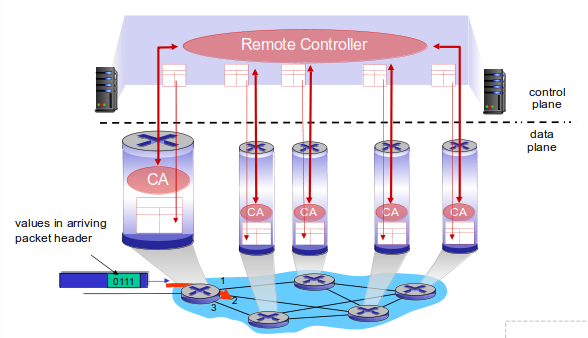 Remote Controller
control
plane
data
plane
CA
CA
CA
CA
CA
values in arriving
packet header
0111
1
2
3